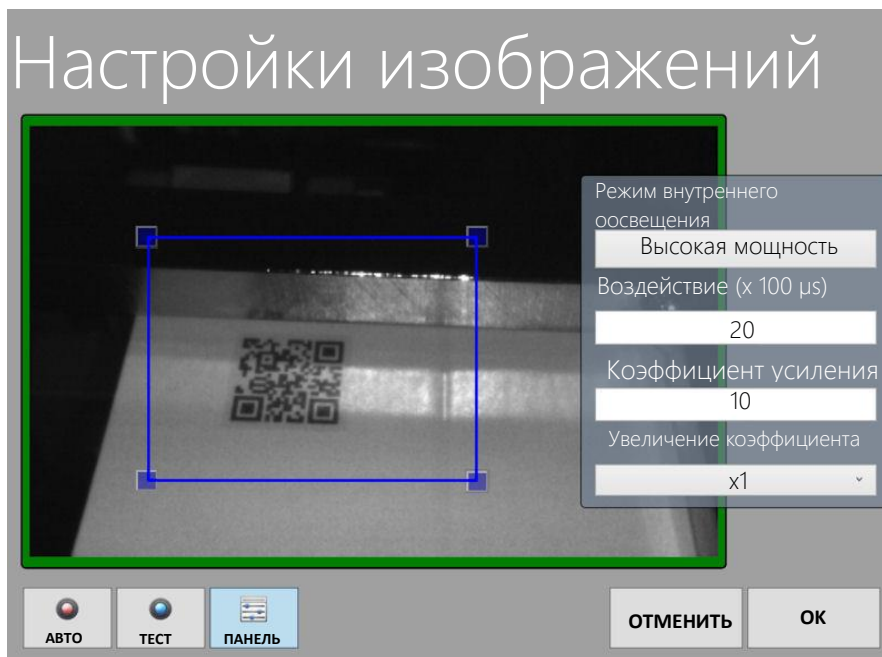 Настройки изображений
Режим внутреннего
оосвещения
Высокая мощность
Воздействие (x 100 µs)
20
Коэффициент усиления
10
Увеличение коэффициента
x1
АВТО
ТЕСТ
ПАНЕЛЬ
ОТМЕНИТЬ
ОК